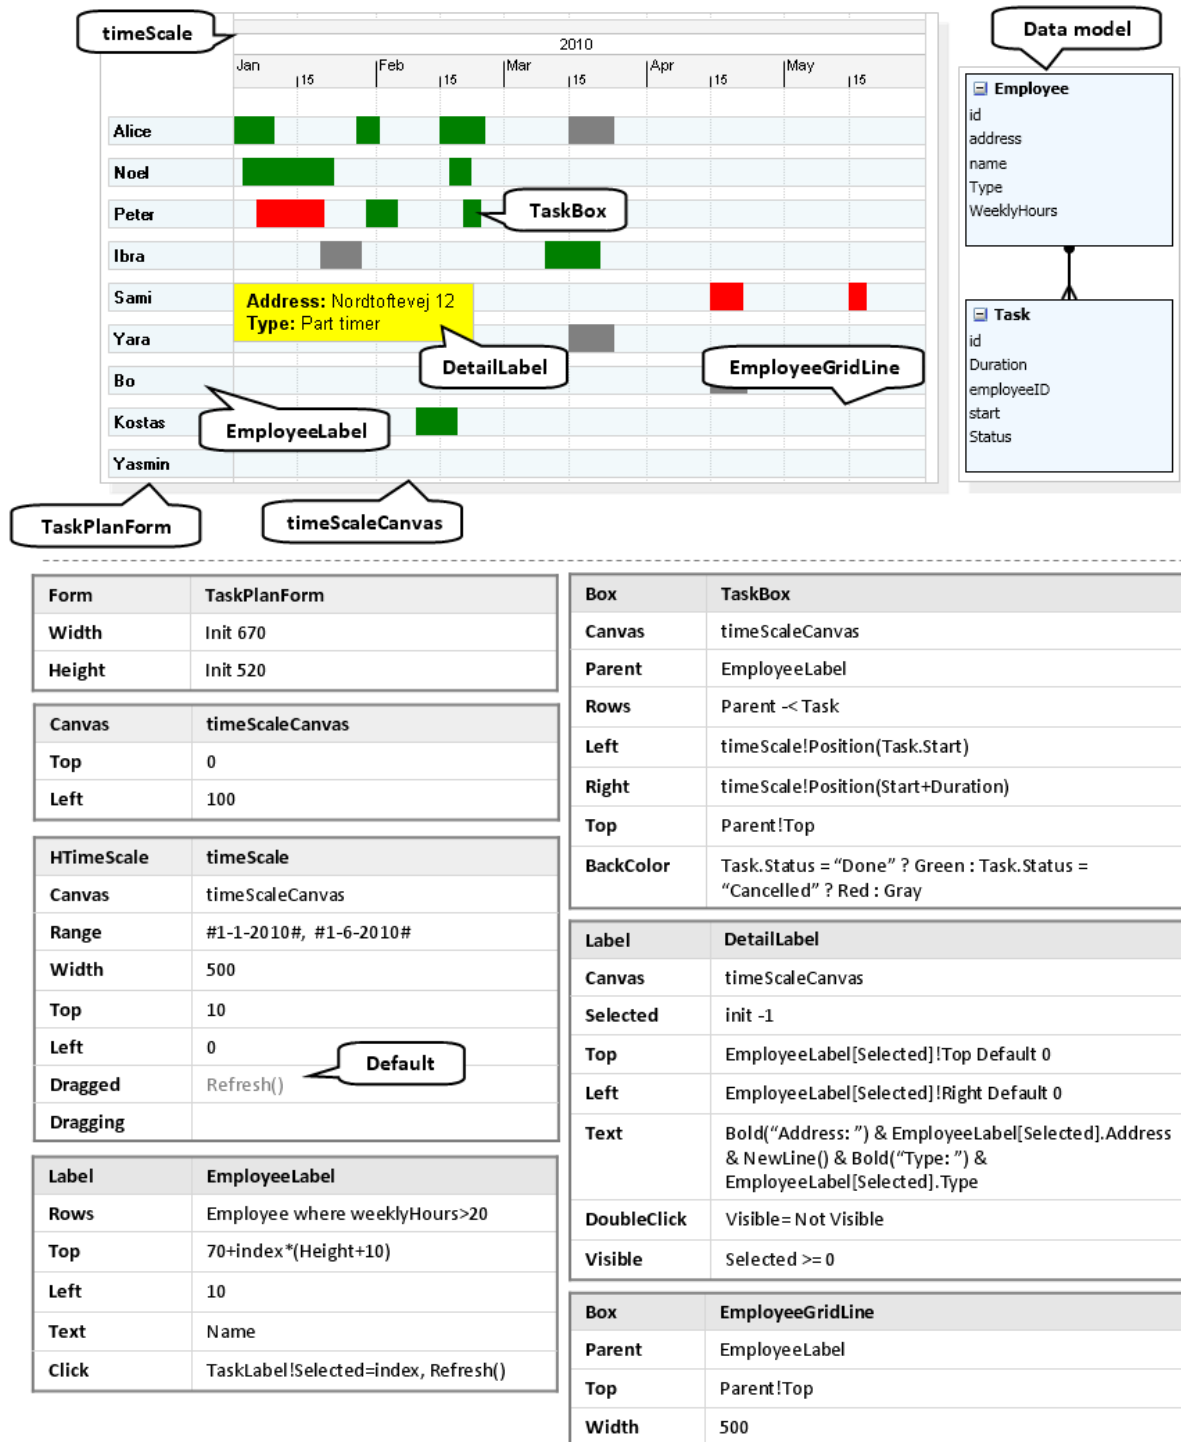 timeScale
2010
Jan
15
Feb
15
Mar
15
Apr
15
May
15
Alice
Noel
Peter
TaskBox
Ibra
Sami
Address: Nordtoftevej 12
Type: Part timer
Yara
DetailLabel
EmployeeGridLine
Bo
Kostas
EmployeeLabel
Yasmin
TaskPlanForm
timeScaleCanvas
Data model
Employee
id
address
name
Type
WeeklyHours
Task
id
Duration
employeeID
start
Status
Form TaskPlanForm
Width Init 670
Height Init 520
Canvas timeScaleCanvas
Top 0
Left 100
HTimeScale timeScale
Canvas timeScaleCanvas
Range #1-1-2010#, #1-6-2010#
Width 500
Top 10
Left 0
Default
Dragged Refresh()
Dragging
Label EmployeeLabel
Rows Employee where weeklyHours>20
Top 70+index*(Height+10)
Left 10
Text Name
Click TaskLabel!Selected=index, Refresh()
Box TaskBox
Canvas timeScaleCanvas
Parent EmployeeLabel
Rows Parent -< Task
Left timeScale!Position(Task.Start)
Right timeScale!Position(Start+Duration)
Top Parent!Top
BackColor Task.Status = “Done” ? Green : Task.Status =
“Cancelled” ? Red : Gray
Label DetailLabel
Canvas timeScaleCanvas
Selected init -1
Top EmployeeLabel[Selected]!Top Default 0
Left EmployeeLabel[Selected]!Right Default 0
Text Bold(“Address: ”) & EmployeeLabel[Selected].Address
& NewLine() & Bold(“Type: ”) &
EmployeeLabel[Selected].Type
DoubleClick Visible= Not Visible
Visible Selected >= 0
Box EmployeeGridLine
Parent EmployeeLabel
Top Parent!Top
Width 500